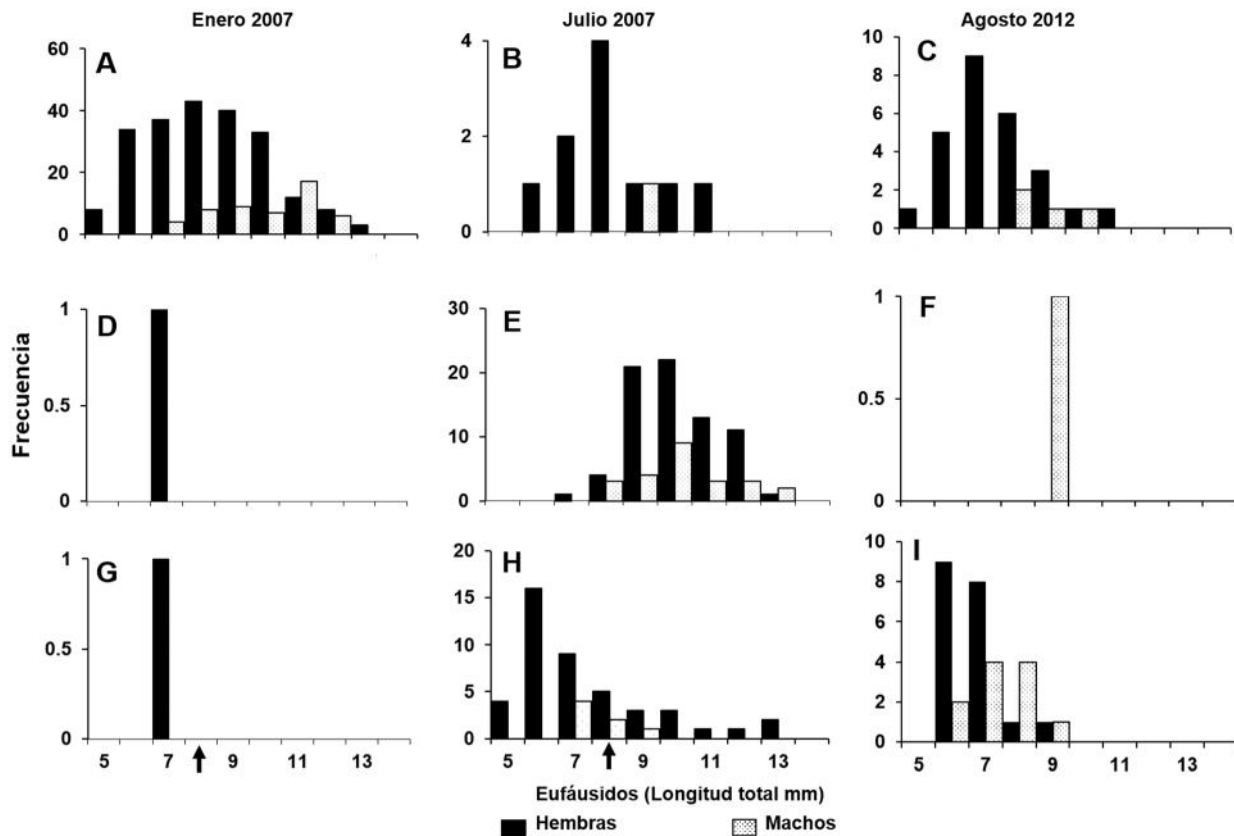 Enero 2007 Julio 2007 Agosto 2012
A B C
60 4 10
40 8
2 6
20 4
2
0 0 0
D E F
1 30 1
20
0.5 0.5
10
0 0 0
G H I
1 20 10
15 8
0.5 10 6
5 4
2
0 0 0
5 7 9 11 13 5 7 9 11 13 5 7 9 11 13
Frecuencia
Eufáusidos (Longitud total mm)
Hembras Machos